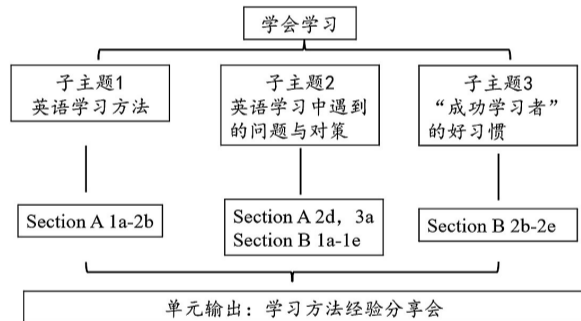 学会学习
子主题1
英语学习方法
子主题2
英语学习中遇到
的问题与对策
子主题3
“成功学习者”
的好习惯
Section A 1a-2b
Section A 2d，3a
Section B 1a-1e
Section B 2b-2e
单元输出：学习方法经验分享会